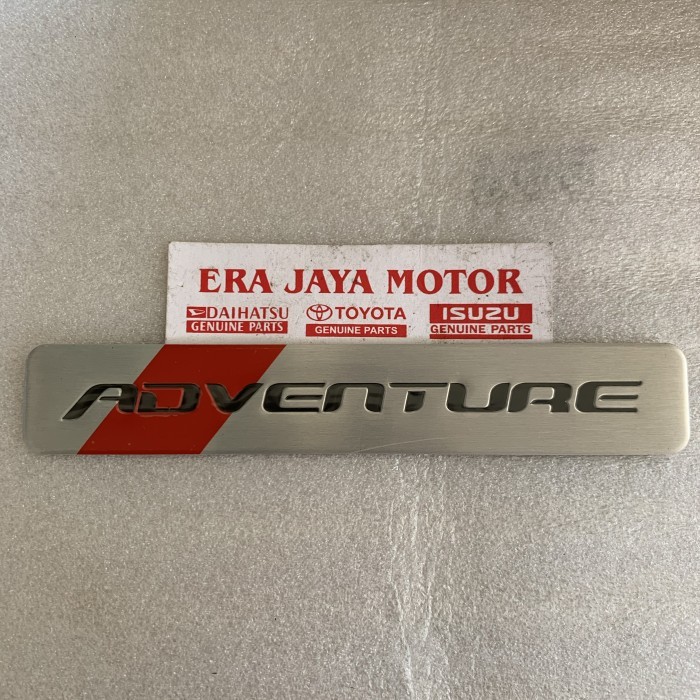 ERA JAYA MOTOR
DAIHATSU TOYOTA ISUZU
GENUINE PARTS GENUINE PARTS GENUINE PARTS
ADVENTURE